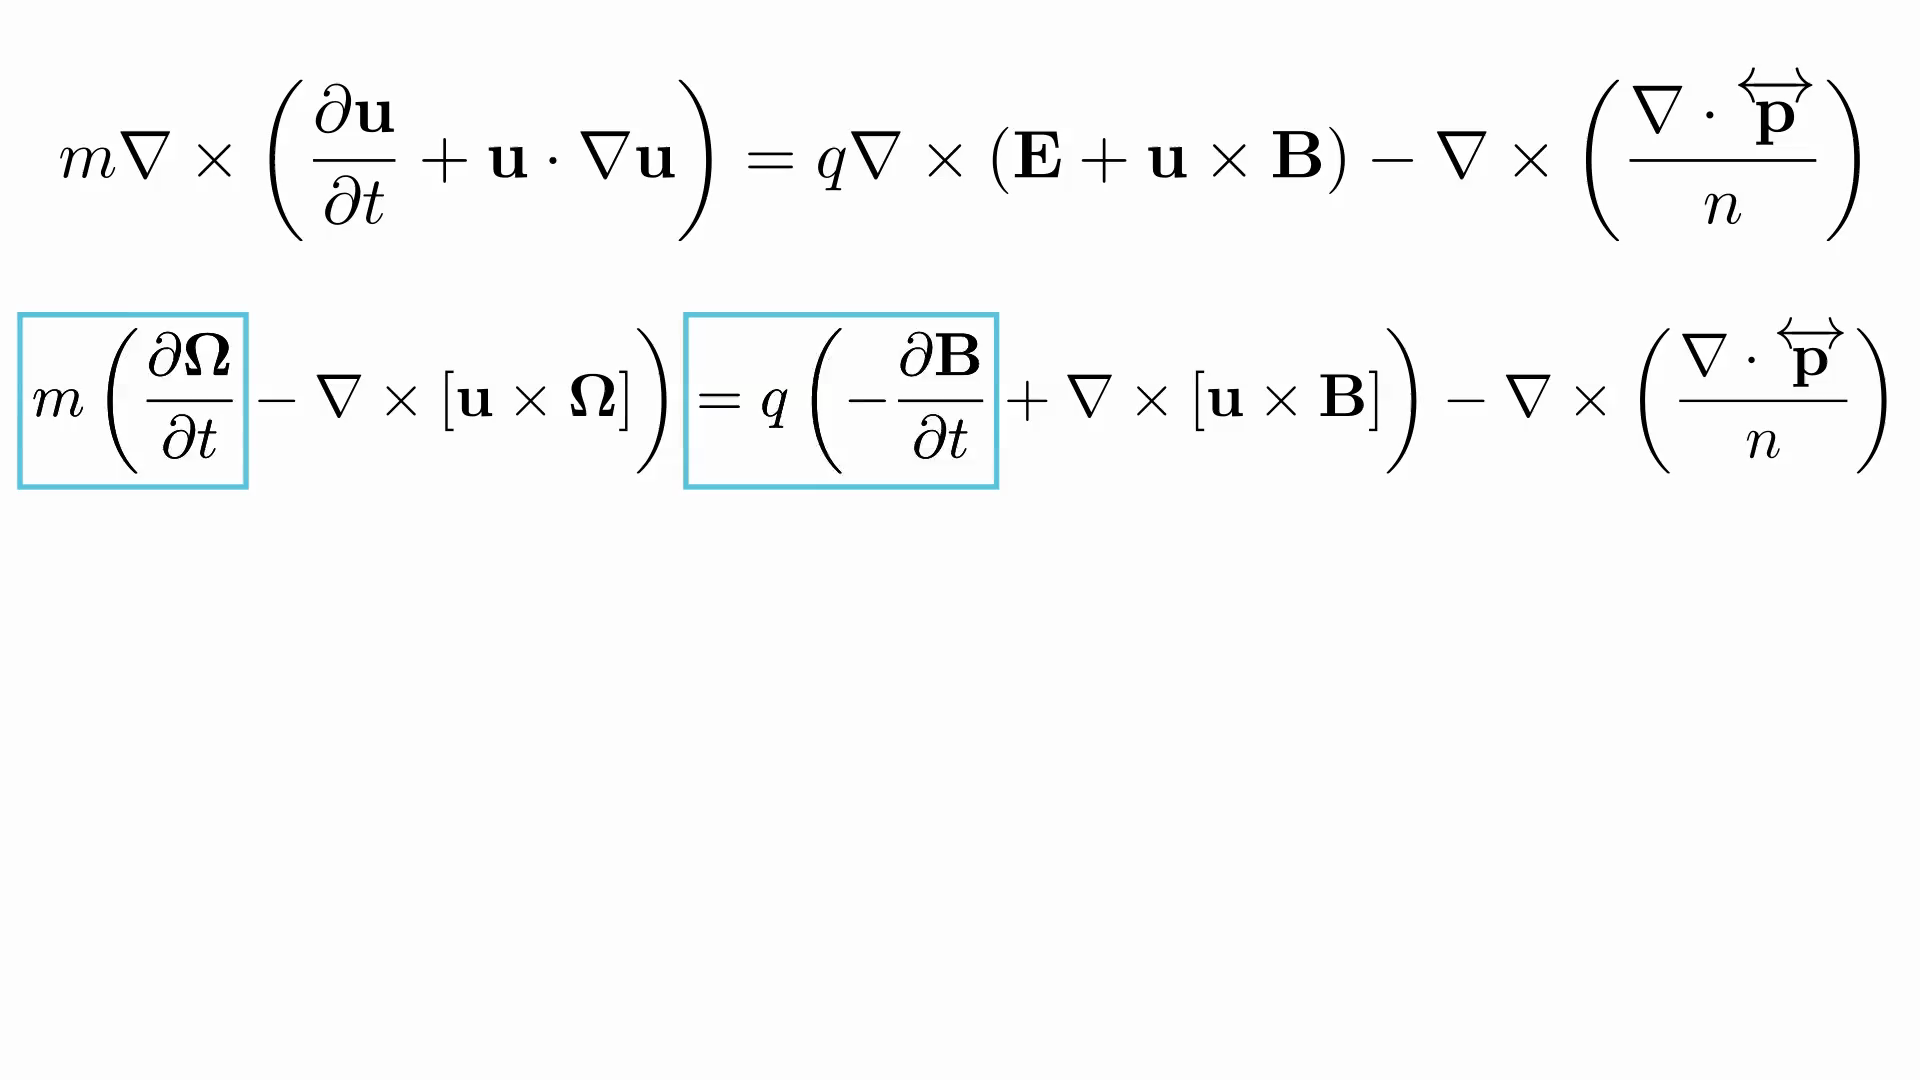 m∇ × (∂𝐮/∂t + 𝐮 · ∇𝐮) = q∇ × (𝐄 + 𝐮 × 𝐁) − ∇ × (∇ · 𝐩⃡/n)
m(∂𝛀/∂t − ∇ × [𝐮 × 𝛀]) = q(−∂𝐁/∂t + ∇ × [𝐮 × 𝐁]) − ∇ × (∇ · 𝐩⃡/n)